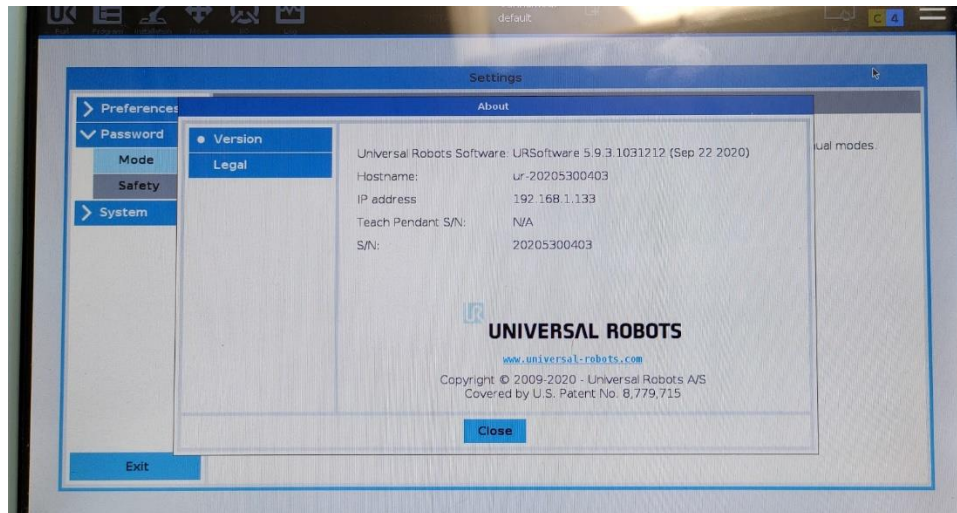 default
C 4
Settings
About
Preferences
Password
Mode
Safety
System
Exit
ual modes.
Version
Legal
Universal Robots Software: URSoftware 5.9.3.1031212 (Sep 22 2020)
Hostname: ur-20205300403
IP address 192.168.1.133
Teach Pendant S/N: N/A
S/N: 20205300403
UR
UNIVERSAL ROBOTS
www.universal-robots.com
Copyright © 2009-2020 - Universal Robots A/S
Covered by U.S. Patent No. 8,779,715
Close